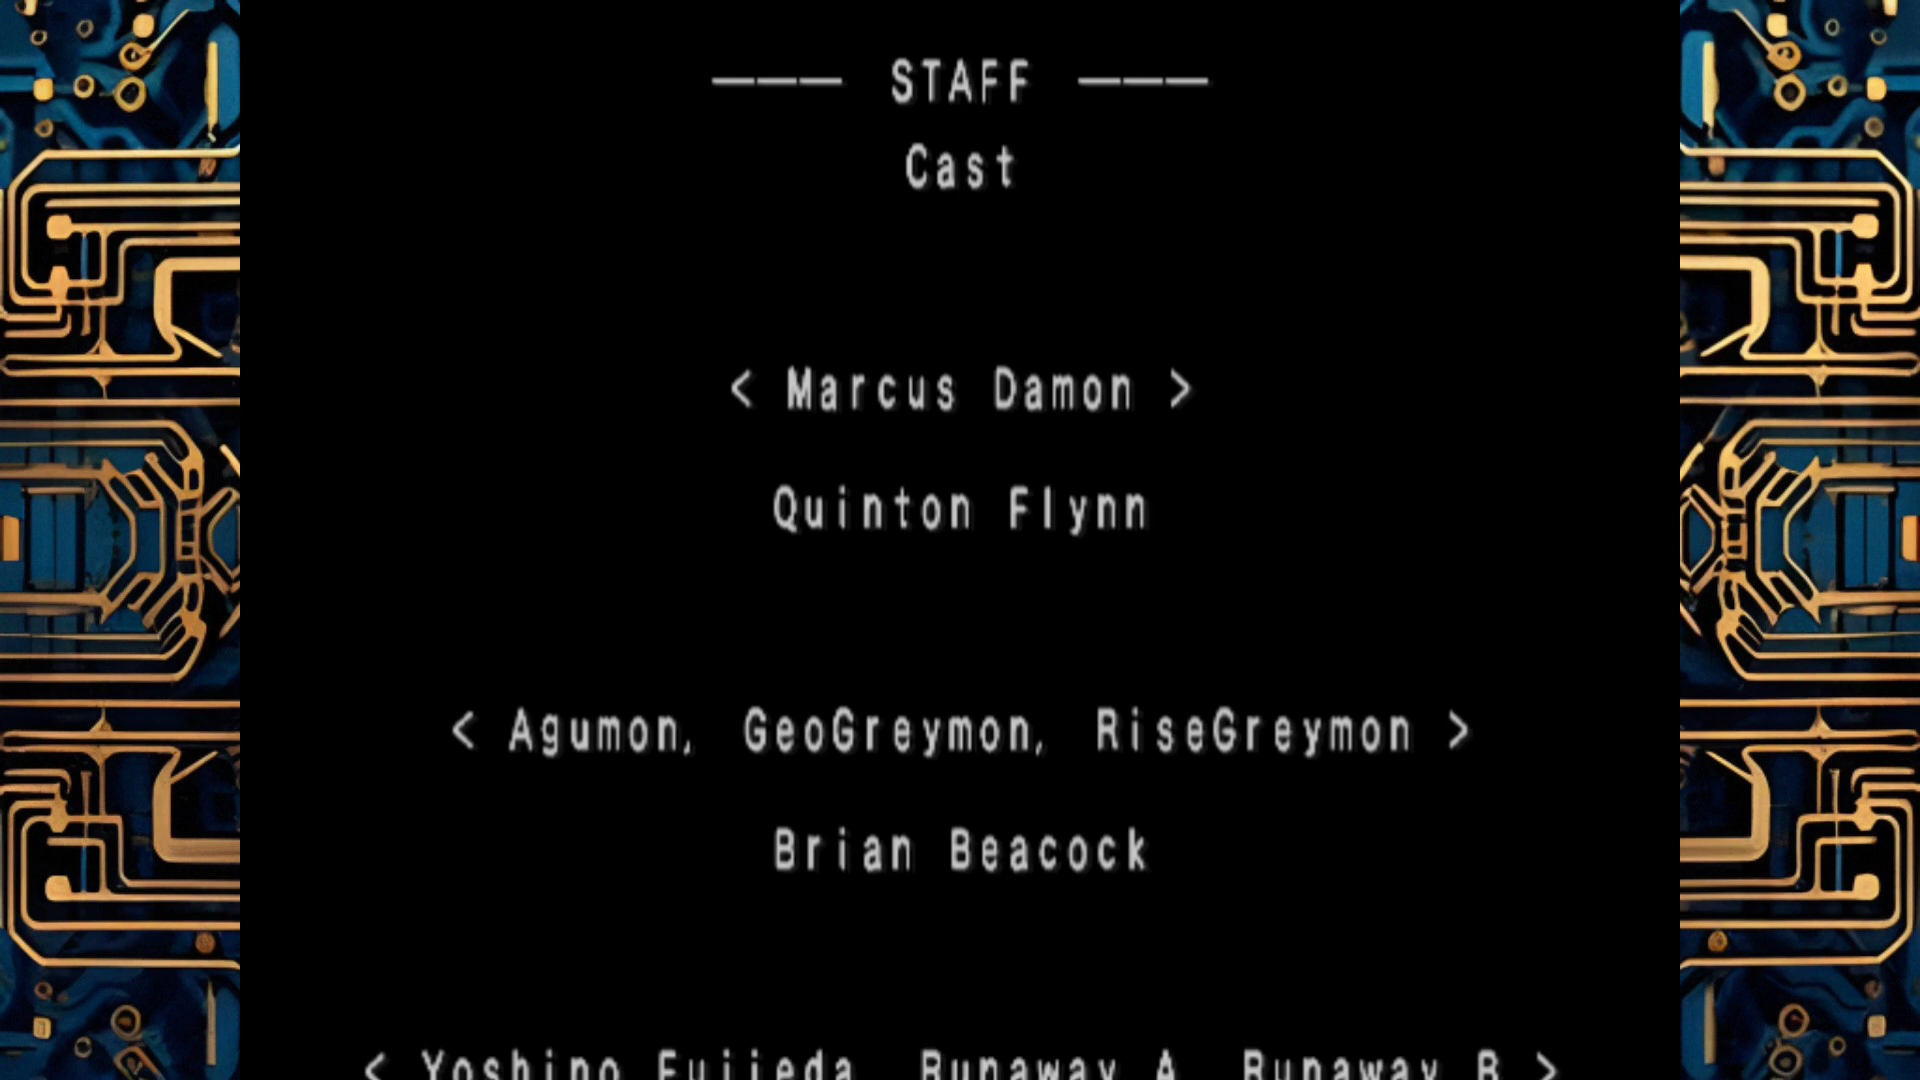 ——— STAFF ———
Cast
< Marcus Damon >
Quinton Flynn
< Agumon, GeoGreymon, RiseGreymon >
Brian Beacock
< Yoshino Fujieda, Runaway A, Runaway B >